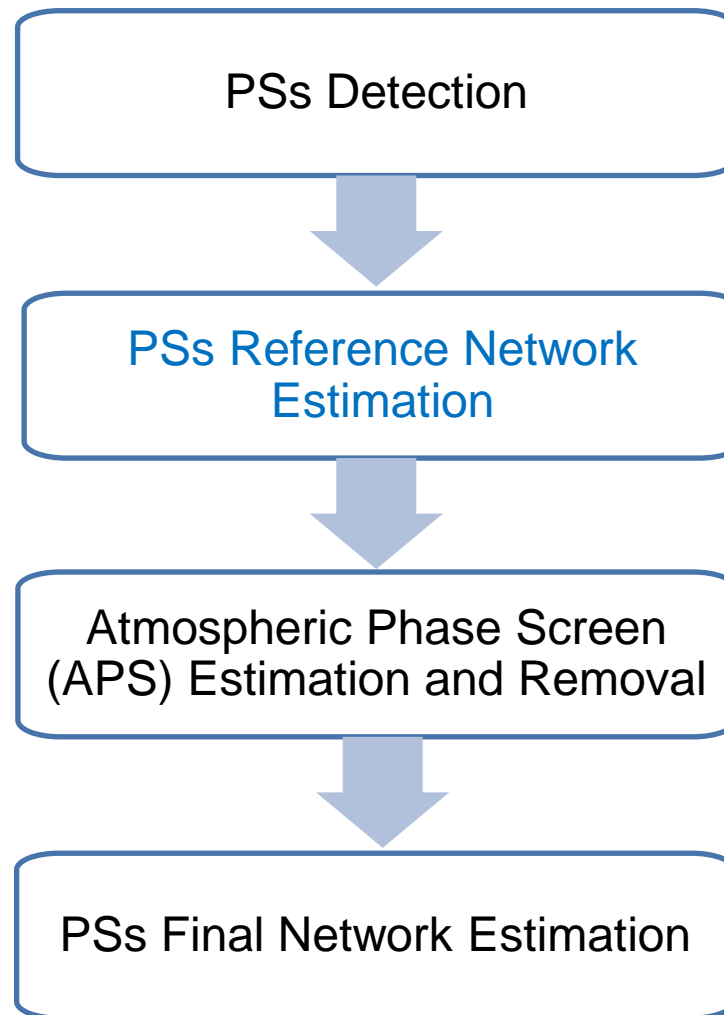 PSs Detection
PSs Reference Network
Estimation
Atmospheric Phase Screen
(APS) Estimation and Removal
PSs Final Network Estimation